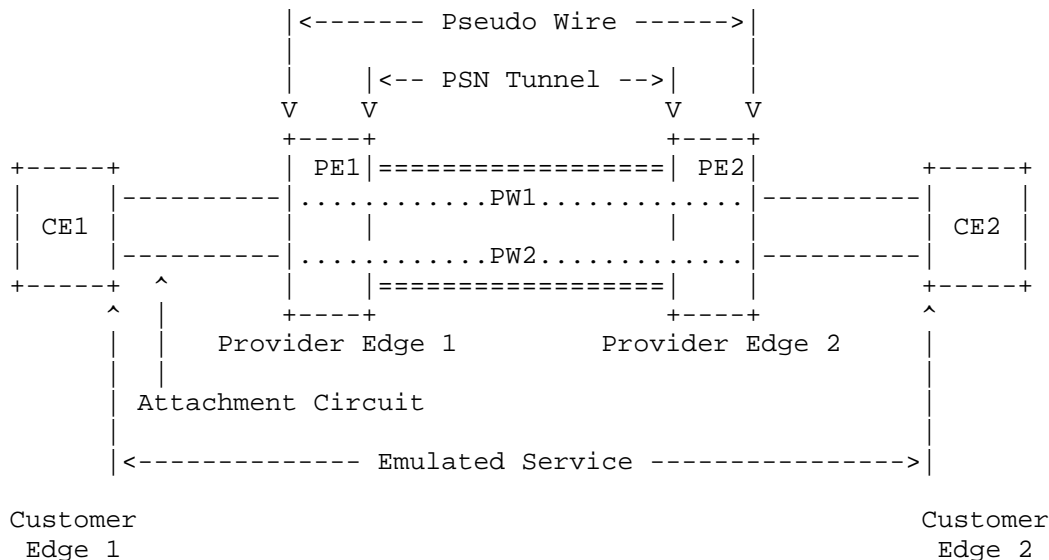 |<------ Pseudo Wire ------>|
|<-- PSN Tunnel -->|
V V V V
PE1 ================== PE2
PW1
CE1 CE2
PW2
==================
Provider Edge 1 Provider Edge 2
Attachment Circuit
|<-------------- Emulated Service --------------->|
Customer Customer
Edge 1 Edge 2